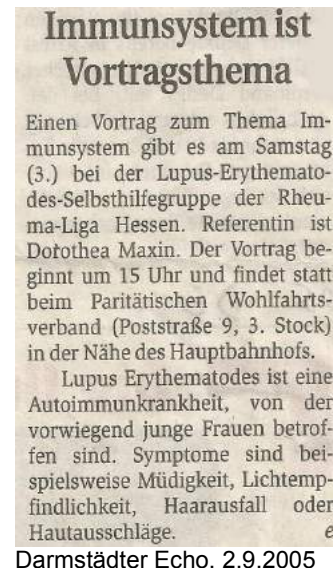 Immunsystem ist
Vortragsthema
Einen Vortrag zum Thema Im-
munsystem gibt es am Samstag
(3.) bei der Lupus-Erythemato-
des-Selbsthilfegruppe der Rheu-
ma-Liga Hessen. Referentin ist
Dorothea Maxin. Der Vortrag be-
ginnt um 15 Uhr und findet statt
beim Paritätischen Wohlfahrts-
verband (Poststraße 9, 3. Stock)
in der Nähe des Hauptbahnhofs.
Lupus Erythematodes ist eine
Autoimmunkrankheit, von der
vorwiegend junge Frauen betrof-
fen sind. Symptome sind bei-
spielsweise Müdigkeit, Lichtemp-
findlichkeit, Haarausfall oder
Hautausschläge. e
Darmstädter Echo, 2.9.2005